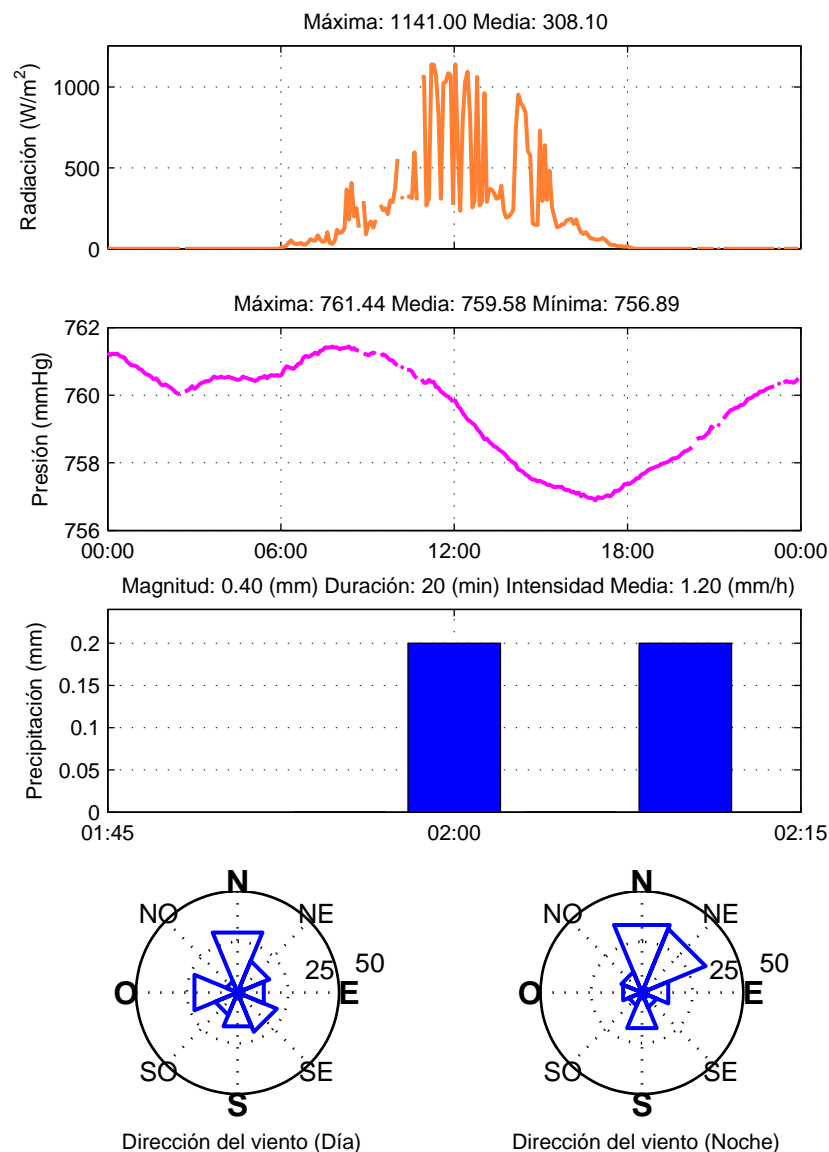 Máxima: 1141.00 Media: 308.10
Radiación (W/m²)
1000
500
0
Máxima: 761.44 Media: 759.58 Mínima: 756.89
Presión (mmHg)
762
760
758
756
00:00 06:00 12:00 18:00 00:00
Magnitud: 0.40 (mm) Duración: 20 (min) Intensidad Media: 1.20 (mm/h)
Precipitación (mm)
0.2
0.15
0.1
0.05
0
01:45 02:00 02:15
N
NO NE
25 50
O E
SO SE
S
Dirección del viento (Día)
N
NO NE
25 50
O E
SO SE
S
Dirección del viento (Noche)